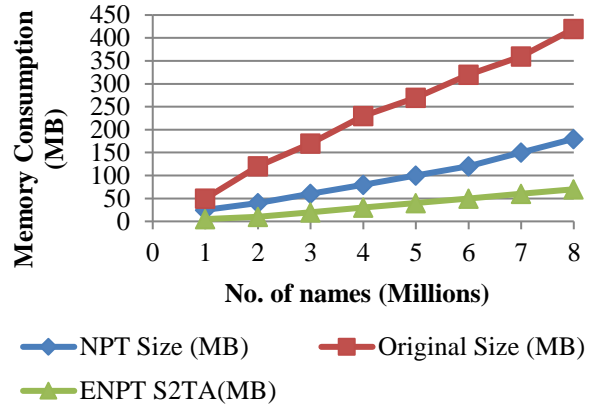 Memory Consumption
(MB)
450
400
350
300
250
200
150
100
50
0
0 1 2 3 4 5 6 7 8
No. of names (Millions)
NPT Size (MB) Original Size (MB)
ENPT S2TA(MB)